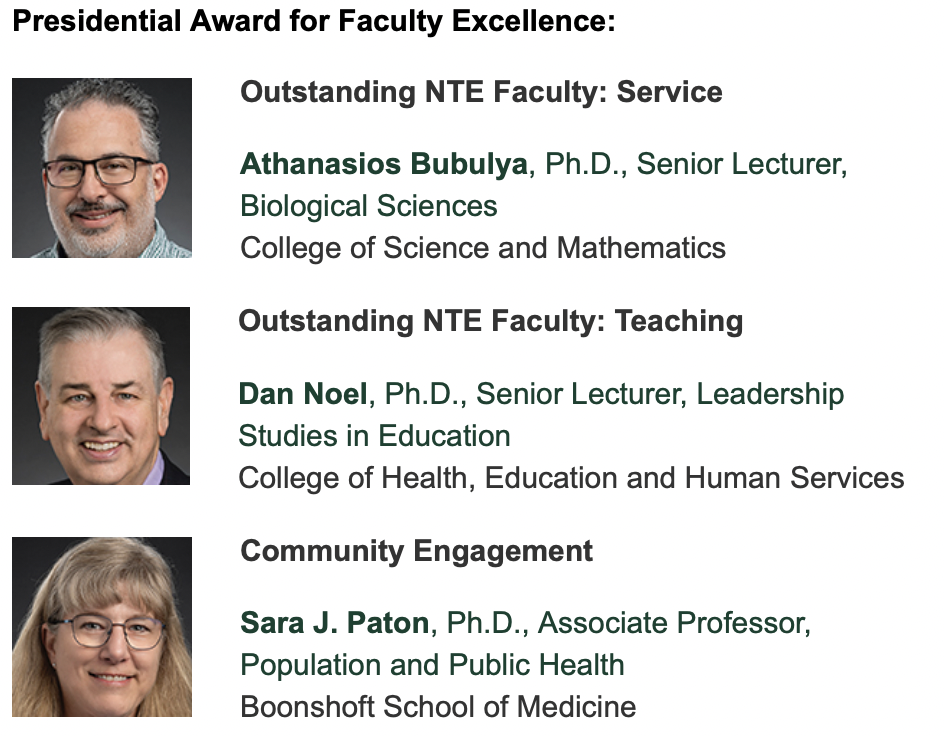 Presidential Award for Faculty Excellence:
Outstanding NTE Faculty: Service
Athanasios Bubulya, Ph.D., Senior Lecturer,
Biological Sciences
College of Science and Mathematics
Outstanding NTE Faculty: Teaching
Dan Noel, Ph.D., Senior Lecturer, Leadership
Studies in Education
College of Health, Education and Human Services
Community Engagement
Sara J. Paton, Ph.D., Associate Professor,
Population and Public Health
Boonshoft School of Medicine